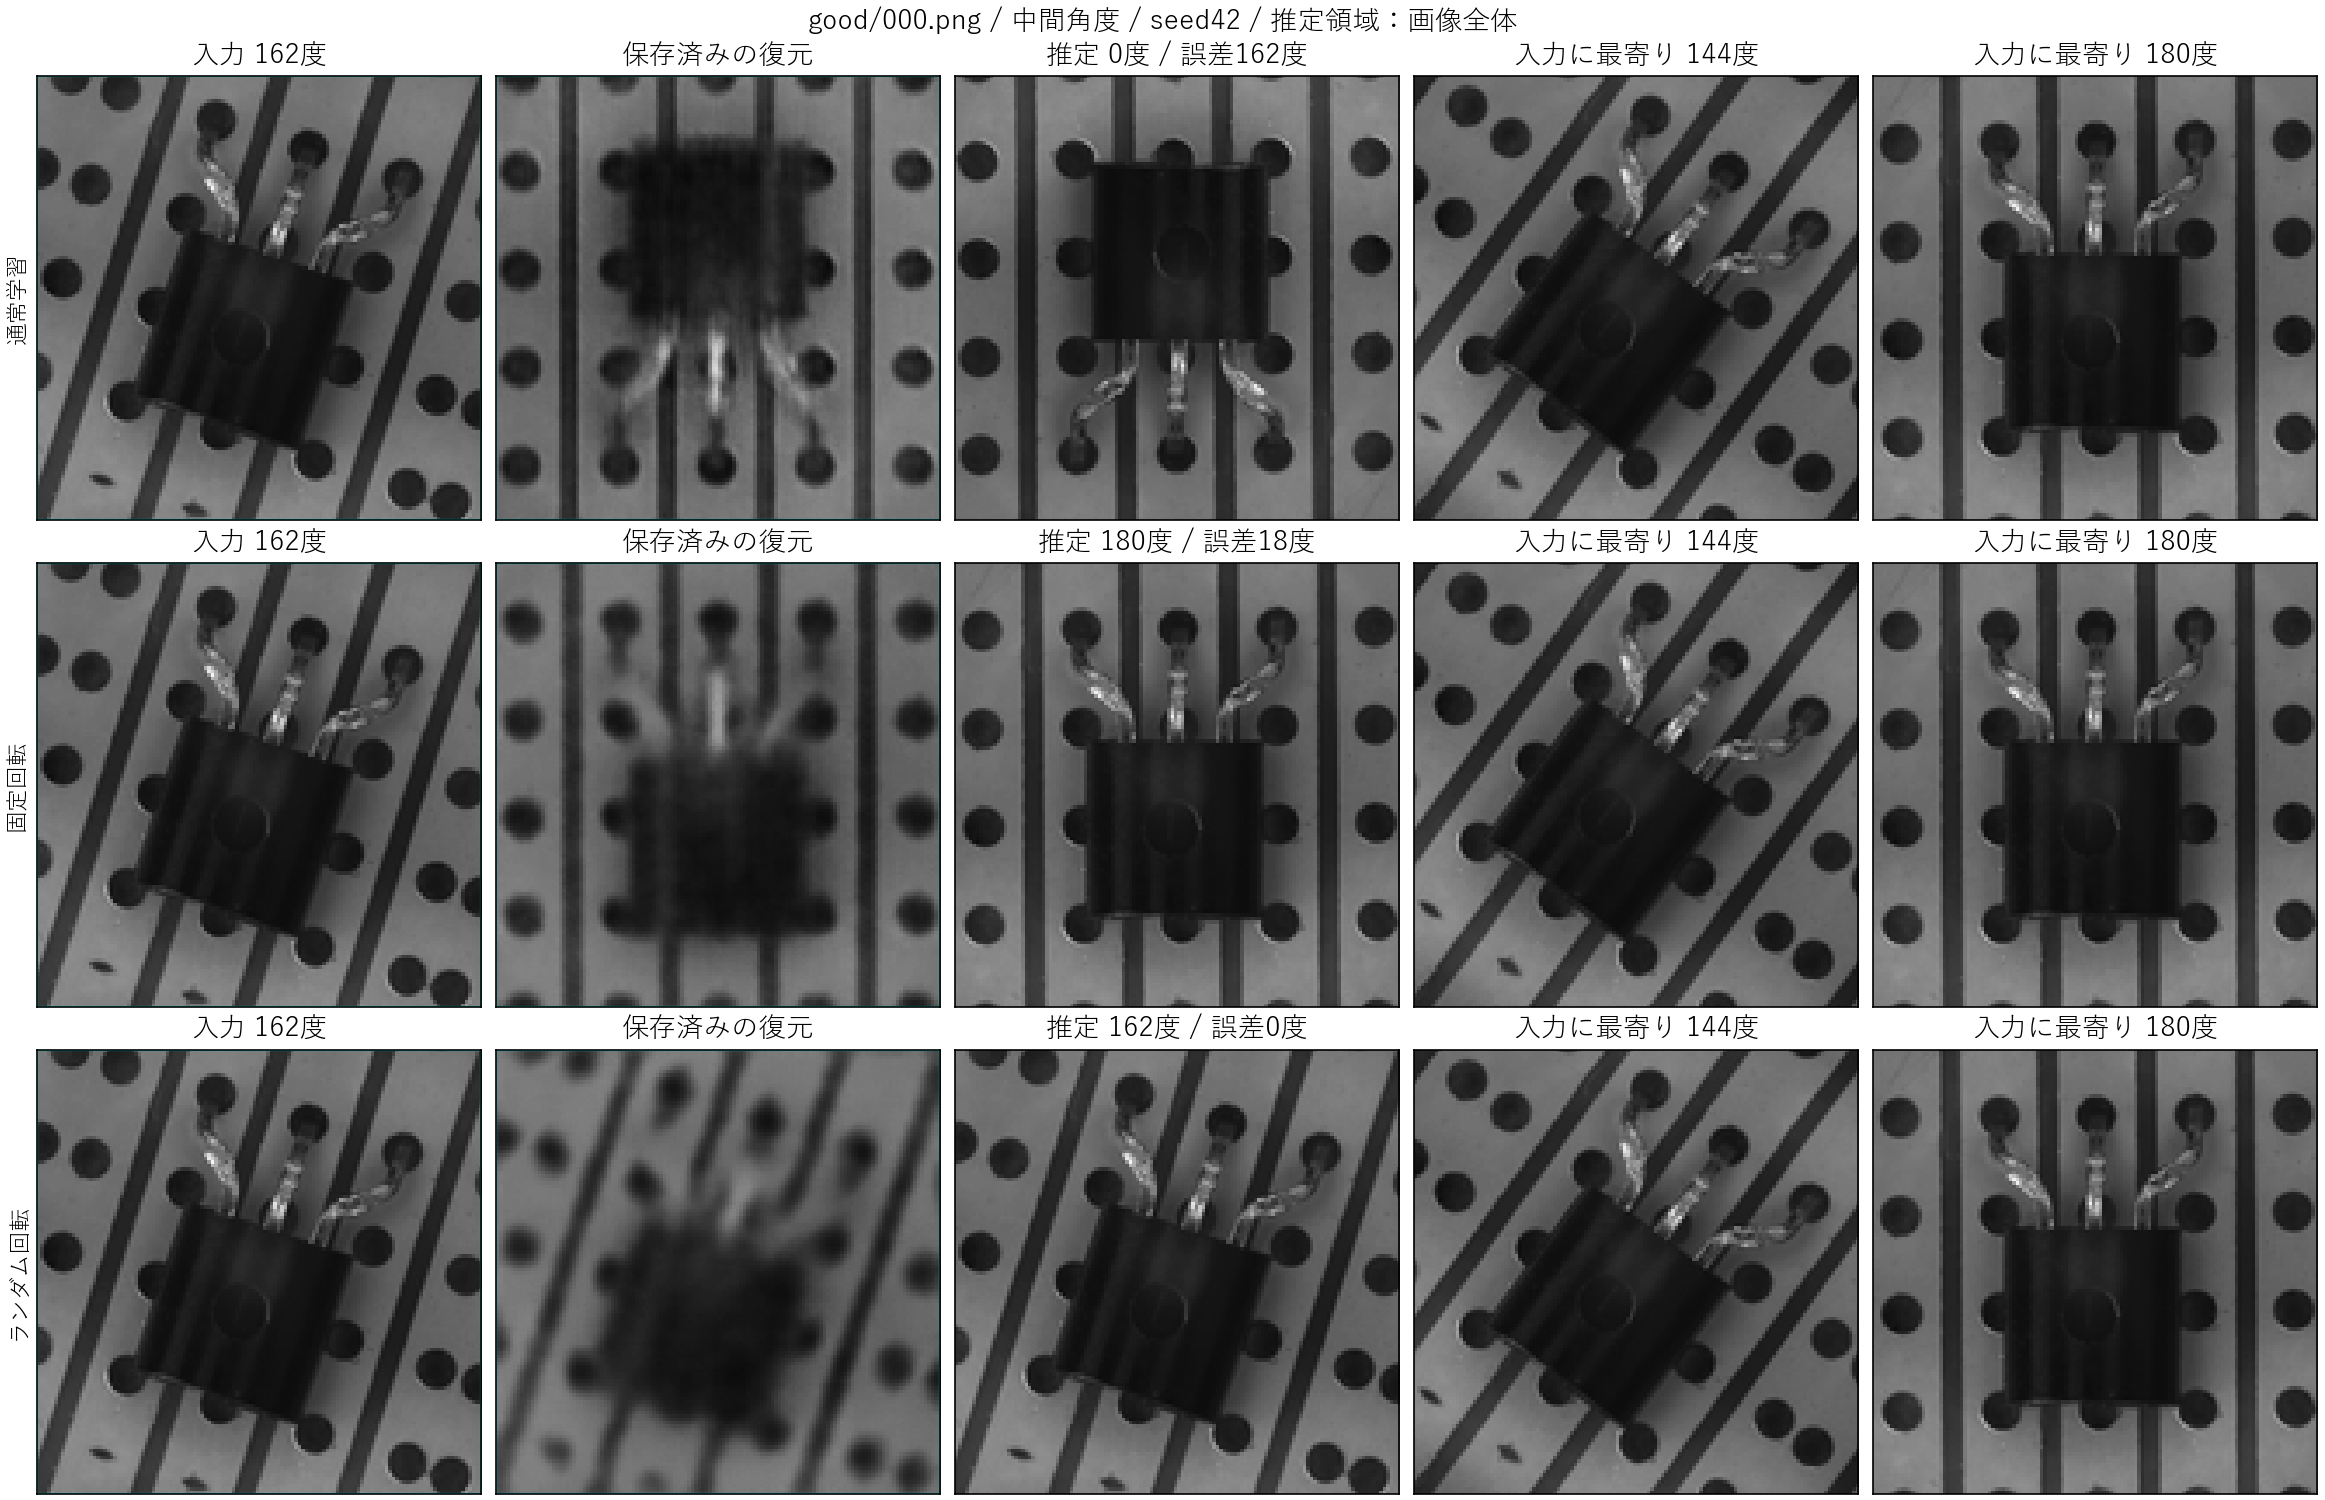 good/000.png / 中間角度 / seed42 / 推定領域：画像全体
入力 162度
保存済みの復元
推定 0度 / 誤差162度
入力に最寄り 144度
入力に最寄り 180度
通常学習
入力 162度
保存済みの復元
推定 180度 / 誤差18度
入力に最寄り 144度
入力に最寄り 180度
固定回転
入力 162度
保存済みの復元
推定 162度 / 誤差0度
入力に最寄り 144度
入力に最寄り 180度
ランダム回転